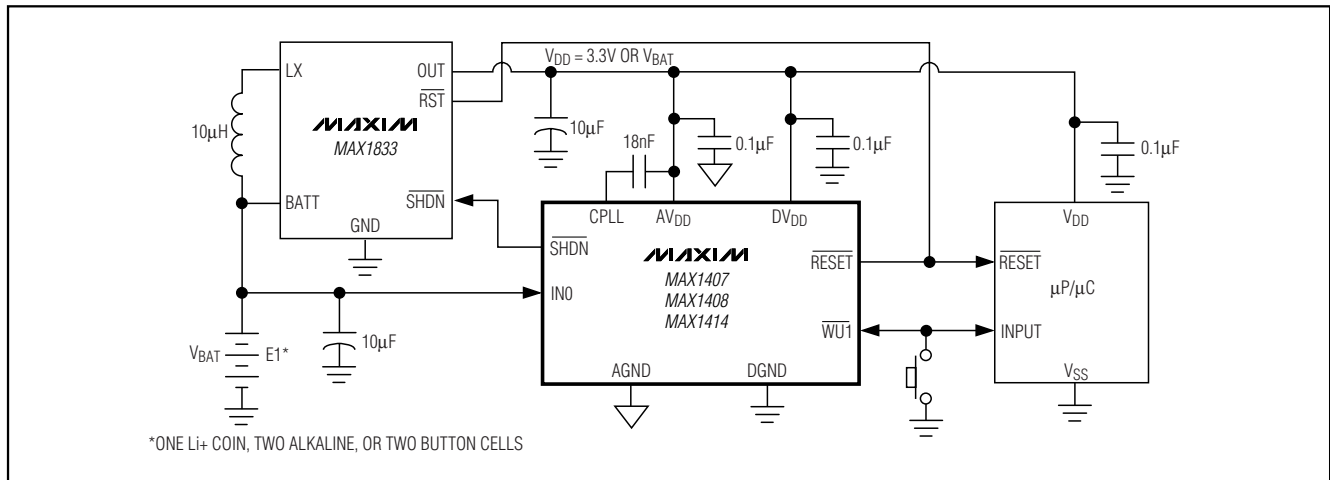 V_DD = 3.3V OR V_BAT
LX
OUT
RST
10µH
MAXIM
MAX1833
BATT
SHDN
GND
10µF
18nF
0.1µF
0.1µF
0.1µF
CPLL
AV_DD
DV_DD
V_DD
SHDN
MAXIM
MAX1407
MAX1408
MAX1414
RESET
RESET
µP/µC
IN0
WU1
INPUT
V_BAT
E1*
10µF
AGND
DGND
V_SS
*ONE Li+ COIN, TWO ALKALINE, OR TWO BUTTON CELLS